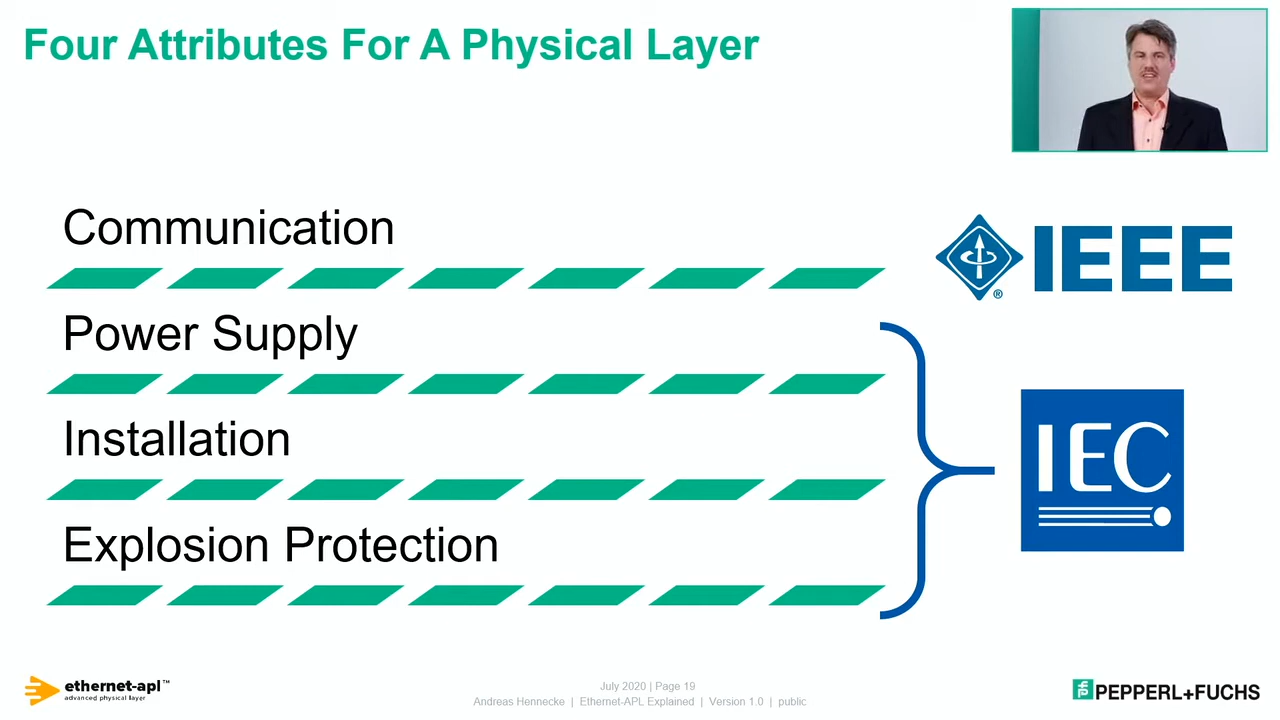 Four Attributes For A Physical Layer
Communication
IEEE
®
Power Supply
Installation
IEC
Explosion Protection
ethernet-apl™
advanced physical layer
July 2020 | Page 19
Andreas Hennecke | Ethernet-APL Explained | Version 1.0 | public
PEPPERL+FUCHS